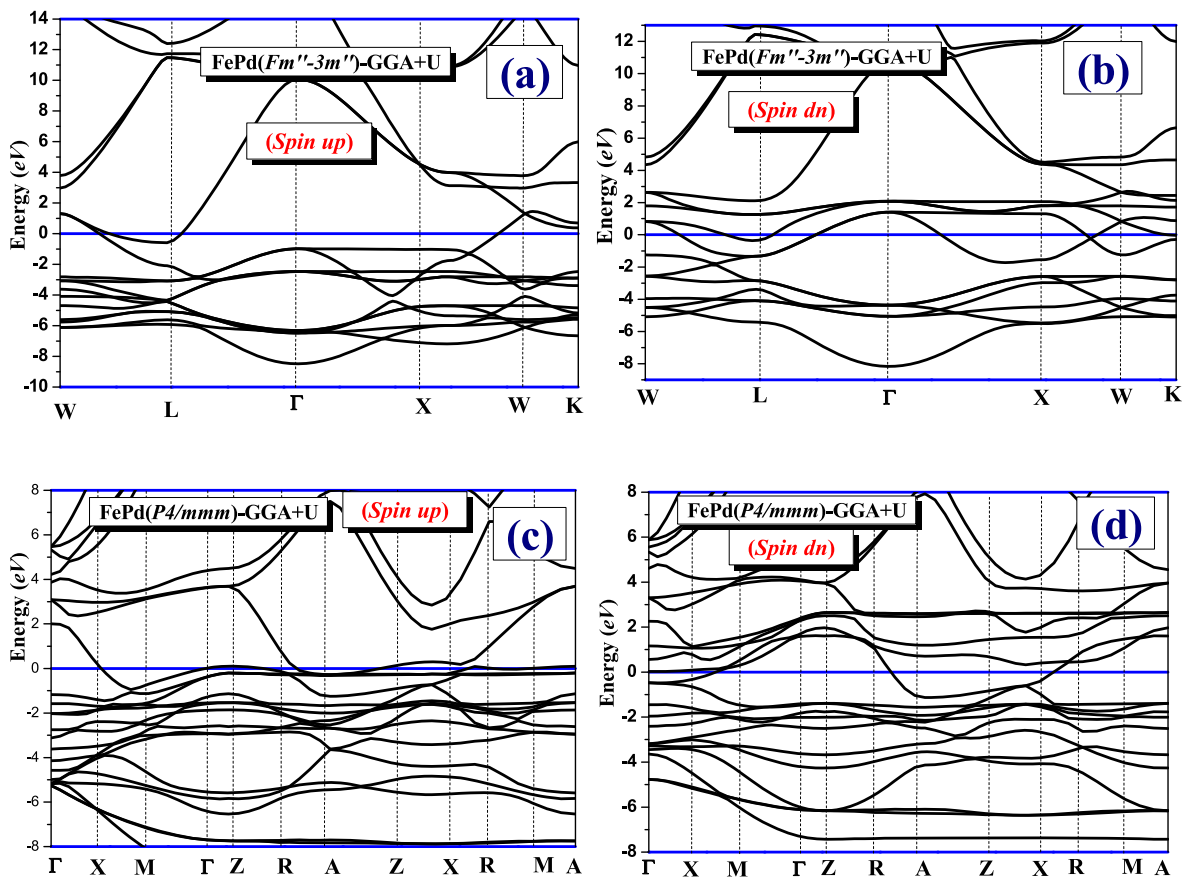 14
12
10
8
6
4
2
0
-2
-4
-6
-8
-10
Energy (eV)
FePd(Fm''-3m'')-GGA+U
(a)
(Spin up)
W L Γ X W K
12
10
8
6
4
2
0
-2
-4
-6
-8
Energy (eV)
FePd(Fm''-3m'')-GGA+U
(b)
(Spin dn)
W L Γ X W K
8
6
4
2
0
-2
-4
-6
-8
Energy (eV)
FePd(P4/mmm)-GGA+U
(Spin up)
(c)
Γ X M Γ Z R A Z X R M A
8
6
4
2
0
-2
-4
-6
-8
Energy (eV)
FePd(P4/mmm)-GGA+U
(d)
(Spin dn)
Γ X M Γ Z R A Z X R M A